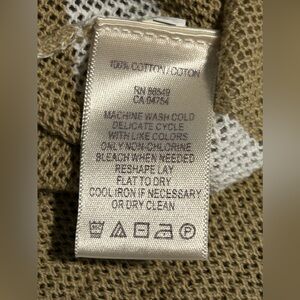 100% COTTON/COTON
RN 86549
CA 04754
MACHINE WASH COLD
DELICATE CYCLE
WITH LIKE COLORS
ONLY NON-CHLORINE
BLEACH WHEN NEEDED
RESHAPE LAY
FLAT TO DRY
COOL IRON IF NECESSARY
OR DRY CLEAN